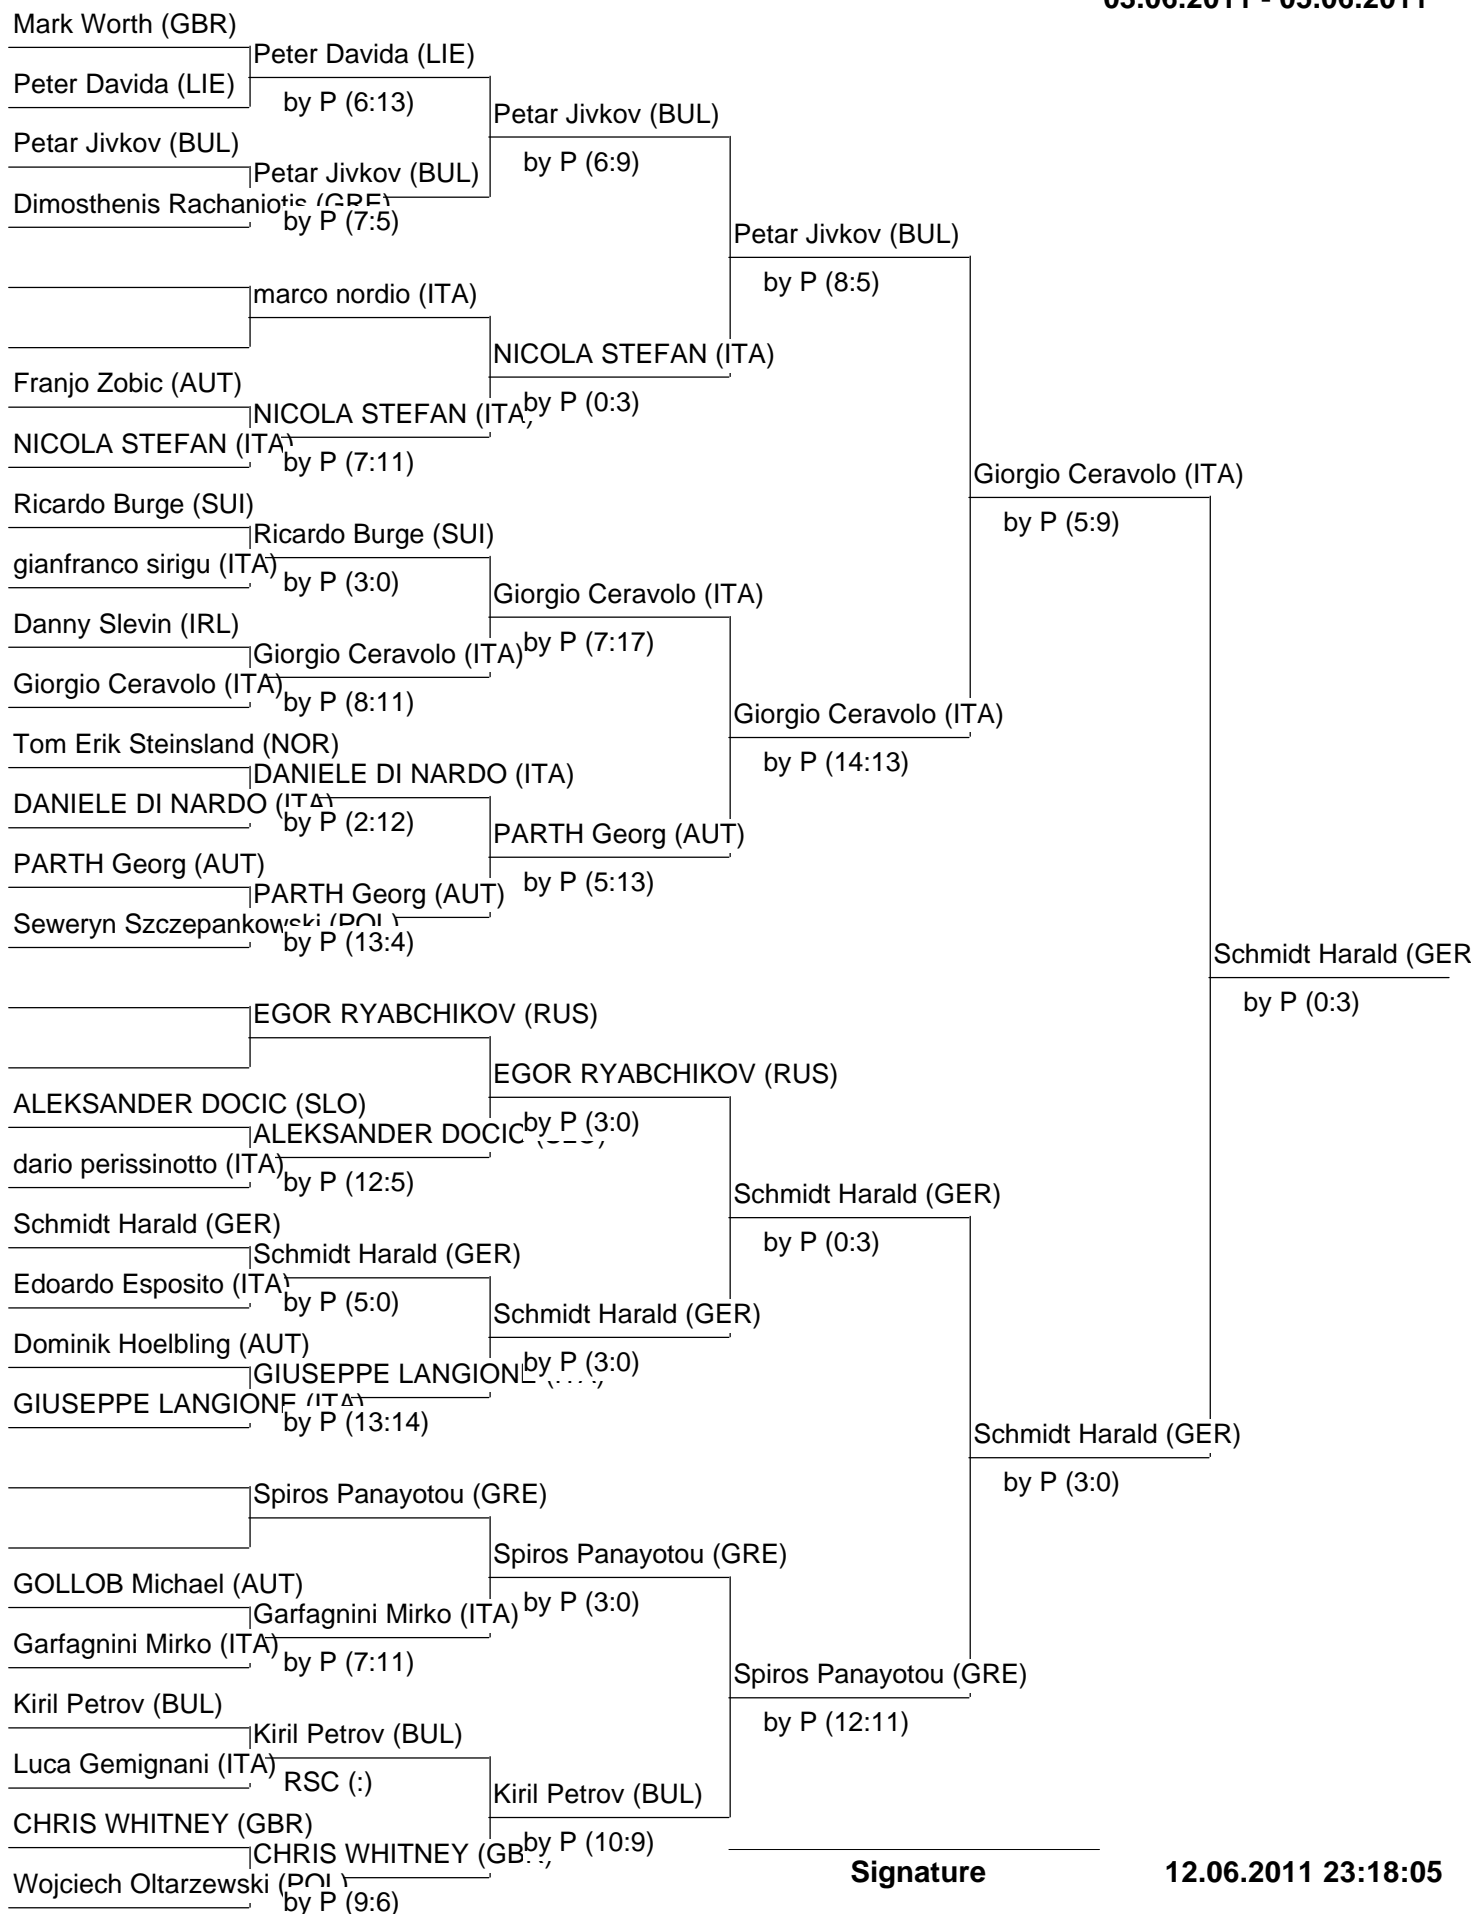 03.06.2011 - 05.06.2011
Mark Worth (GBR)
Peter Davida (LIE)
Peter Davida (LIE)
by P (6:13)
Petar Jivkov (BUL)
Petar Jivkov (BUL)
by P (6:9)
Petar Jivkov (BUL)
Dimosthenis Rachaniotis (GRE)
by P (7:5)
Petar Jivkov (BUL)
by P (8:5)
marco nordio (ITA)
NICOLA STEFAN (ITA)
Franjo Zobic (AUT)
by P (0:3)
NICOLA STEFAN (ITA)
NICOLA STEFAN (ITA)
by P (7:11)
Giorgio Ceravolo (ITA)
Ricardo Burge (SUI)
by P (5:9)
Ricardo Burge (SUI)
gianfranco sirigu (ITA)
by P (3:0)
Giorgio Ceravolo (ITA)
Danny Slevin (IRL)
by P (7:17)
Giorgio Ceravolo (ITA)
Giorgio Ceravolo (ITA)
by P (8:11)
Giorgio Ceravolo (ITA)
Tom Erik Steinsland (NOR)
by P (14:13)
DANIELE DI NARDO (ITA)
DANIELE DI NARDO (ITA)
by P (2:12)
PARTH Georg (AUT)
PARTH Georg (AUT)
by P (5:13)
PARTH Georg (AUT)
Seweryn Szczepankowski (POL)
by P (13:4)
Schmidt Harald (GER
by P (0:3)
EGOR RYABCHIKOV (RUS)
EGOR RYABCHIKOV (RUS)
ALEKSANDER DOCIC (SLO)
by P (3:0)
ALEKSANDER DOCIC (SLO)
dario perissinotto (ITA)
by P (12:5)
Schmidt Harald (GER)
Schmidt Harald (GER)
by P (0:3)
Schmidt Harald (GER)
Edoardo Esposito (ITA)
by P (5:0)
Schmidt Harald (GER)
Dominik Hoelbling (AUT)
by P (3:0)
GIUSEPPE LANGIONE (ITA)
GIUSEPPE LANGIONE (ITA)
by P (13:14)
Schmidt Harald (GER)
by P (3:0)
Spiros Panayotou (GRE)
Spiros Panayotou (GRE)
GOLLOB Michael (AUT)
by P (3:0)
Garfagnini Mirko (ITA)
Garfagnini Mirko (ITA)
by P (7:11)
Spiros Panayotou (GRE)
Kiril Petrov (BUL)
by P (12:11)
Kiril Petrov (BUL)
Luca Gemignani (ITA)
RSC (:)
Kiril Petrov (BUL)
CHRIS WHITNEY (GBR)
by P (10:9)
CHRIS WHITNEY (GBR)
Wojciech Oltarzewski (POL)
by P (9:6)
Signature
12.06.2011 23:18:05